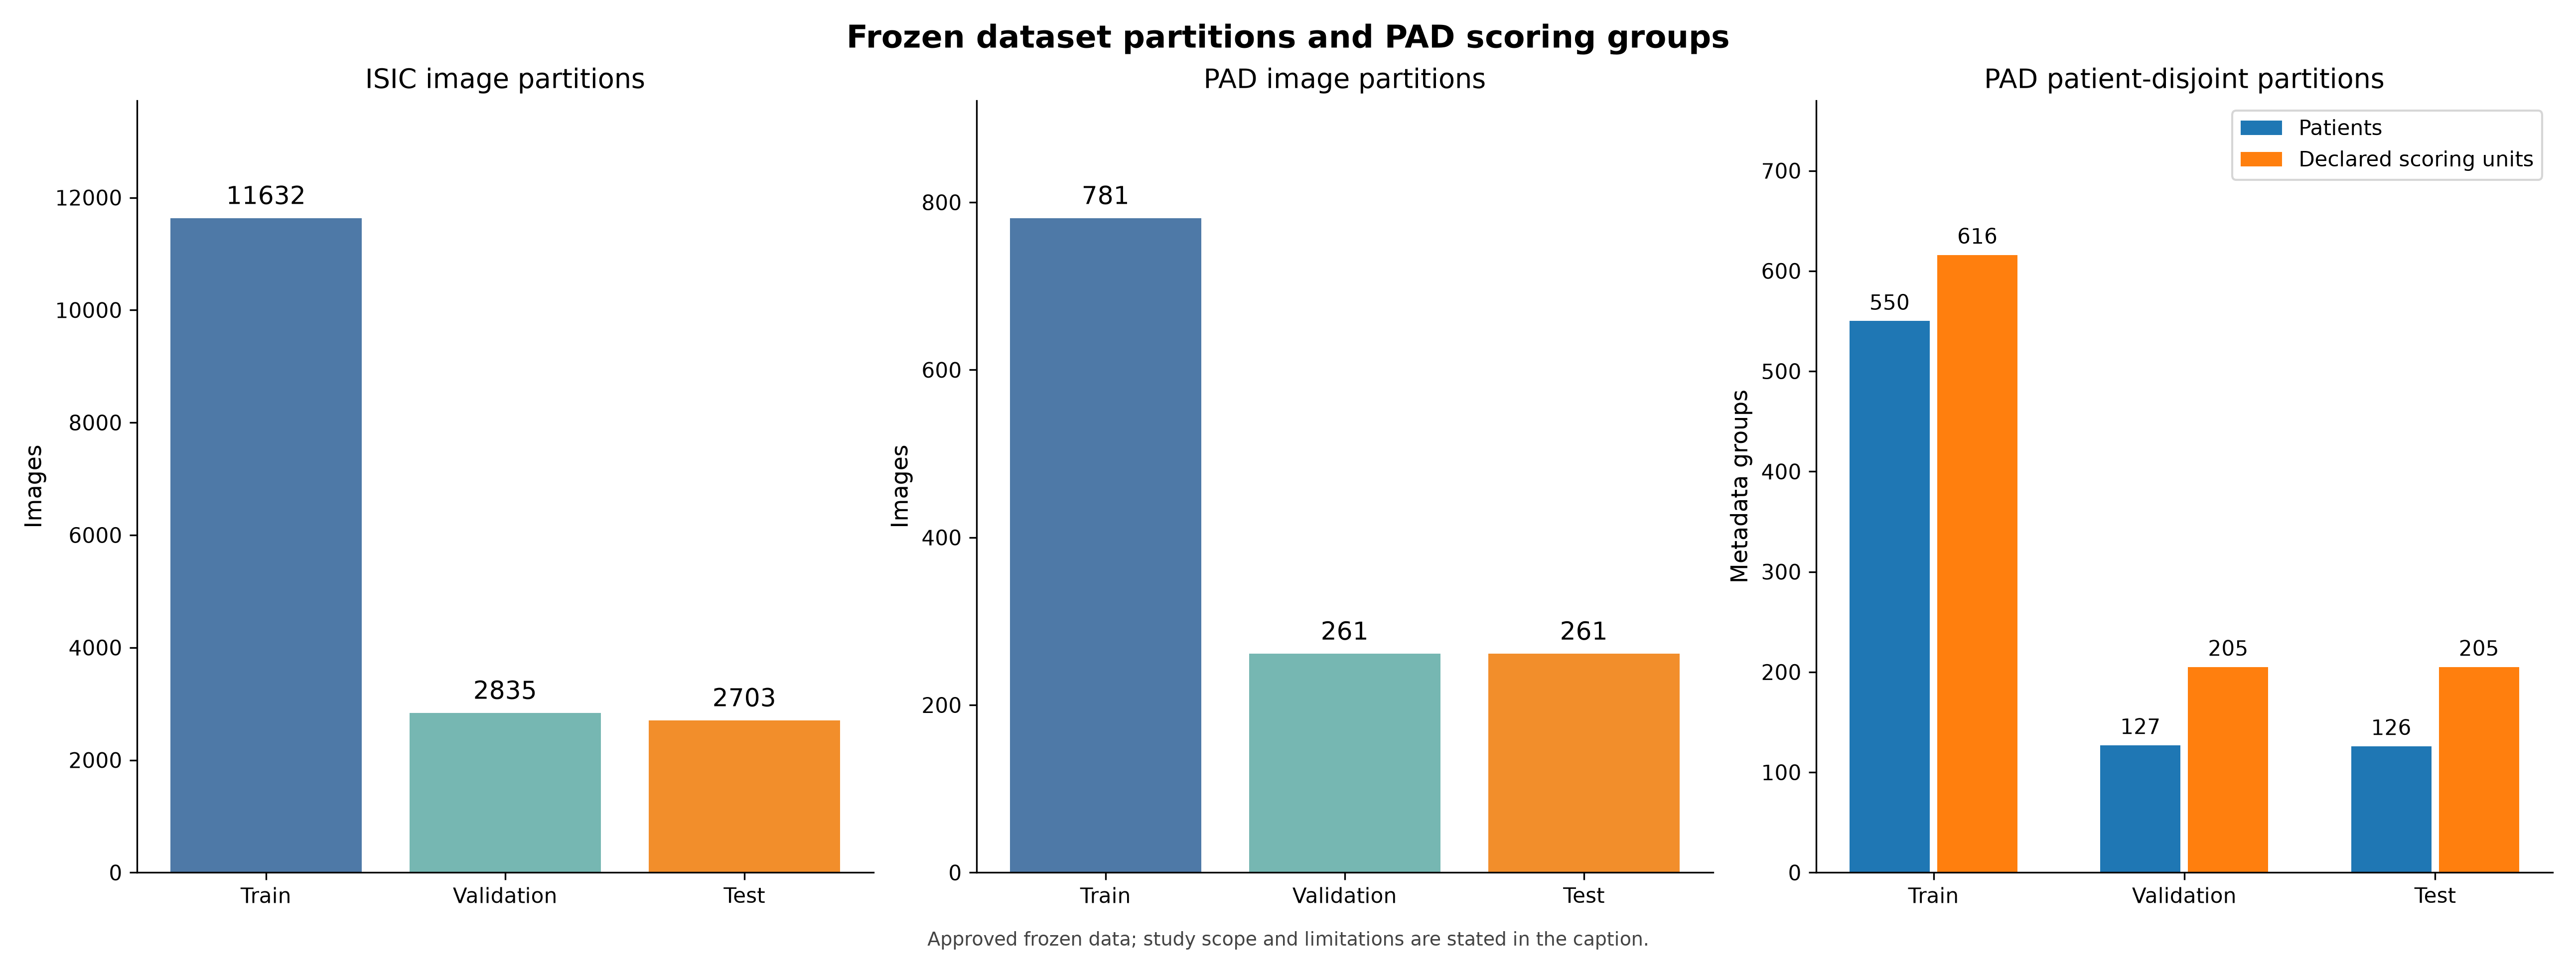 Frozen dataset partitions and PAD scoring groups
ISIC image partitions
Images
12000
10000
8000
6000
4000
2000
0
11632
2835
2703
Train
Validation
Test
PAD image partitions
Images
800
600
400
200
0
781
261
261
Train
Validation
Test
PAD patient-disjoint partitions
Patients
Declared scoring units
Metadata groups
700
600
500
400
300
200
100
0
550
616
127
205
126
205
Train
Validation
Test
Approved frozen data; study scope and limitations are stated in the caption.